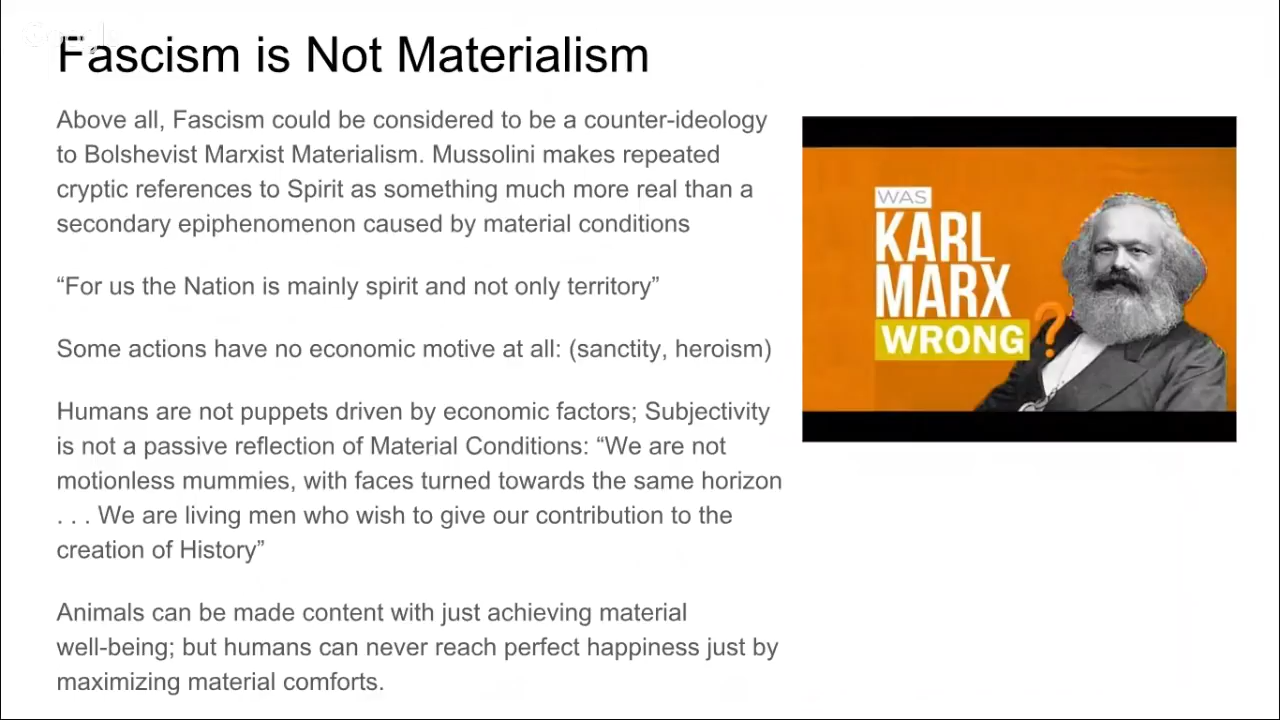 Fascism is Not Materialism
Above all, Fascism could be considered to be a counter-ideology
to Bolshevist Marxist Materialism. Mussolini makes repeated
cryptic references to Spirit as something much more real than a
secondary epiphenomenon caused by material conditions
“For us the Nation is mainly spirit and not only territory”
Some actions have no economic motive at all: (sanctity, heroism)
Humans are not puppets driven by economic factors; Subjectivity
is not a passive reflection of Material Conditions: “We are not
motionless mummies, with faces turned towards the same horizon
. . . We are living men who wish to give our contribution to the
creation of History”
Animals can be made content with just achieving material
well-being; but humans can never reach perfect happiness just by
maximizing material comforts.
WAS
KARL
MARX
WRONG
?